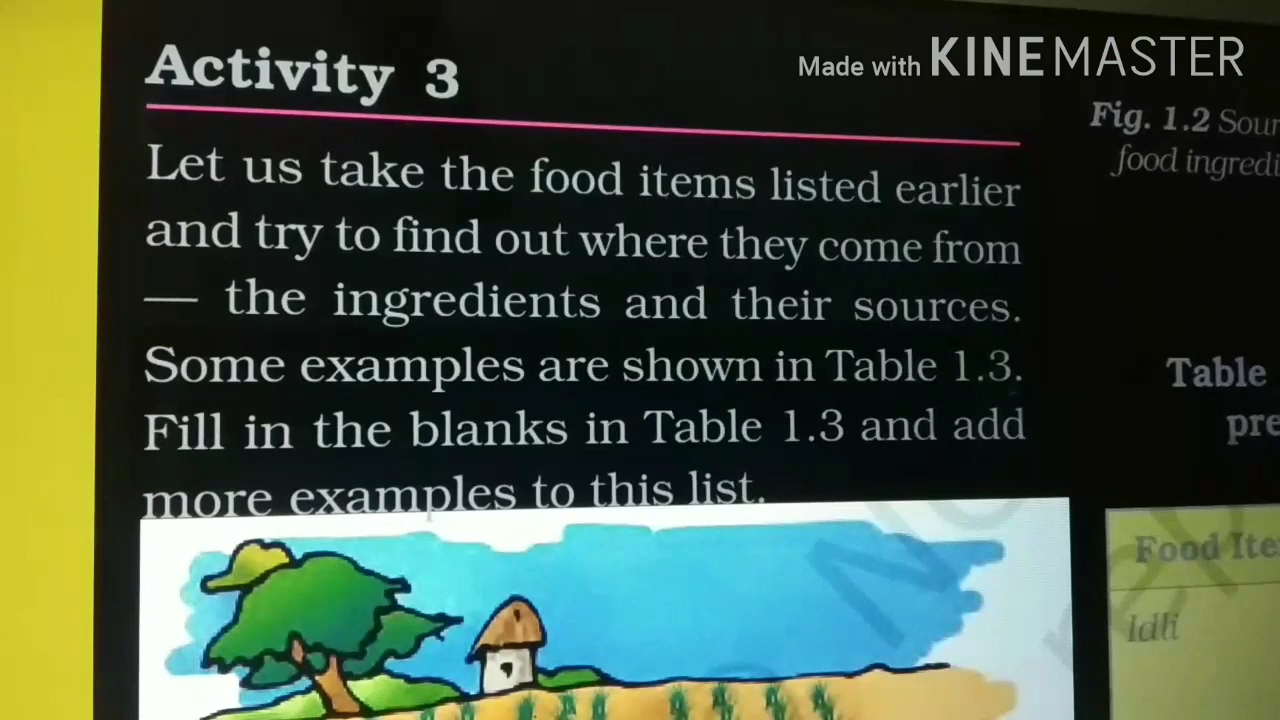 Activity 3
Made with KINEMASTER
Let us take the food items listed earlier
and try to find out where they come from
— the ingredients and their sources.
Some examples are shown in Table 1.3.
Fill in the blanks in Table 1.3 and add
more examples to this list.
Fig. 1.2
food
Table
Food
Idli